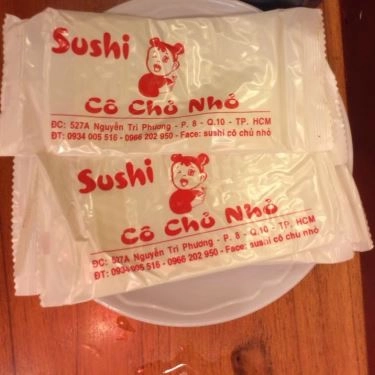 Sushi
Cô Chủ Nhỏ
ĐC: 527A Nguyễn Tri Phương - P. 8 - Q.10 - TP. HCM
ĐT: 0934 005 516 - 0966 202 950 - Face: sushi cô chủ nhỏ
Sushi
Cô Chủ Nhỏ
ĐC: 527A Nguyễn Tri Phương - P. 8 - Q.10 - TP. HCM
ĐT: 0934 005 516 - 0966 202 950 - Face: sushi cô chủ nhỏ